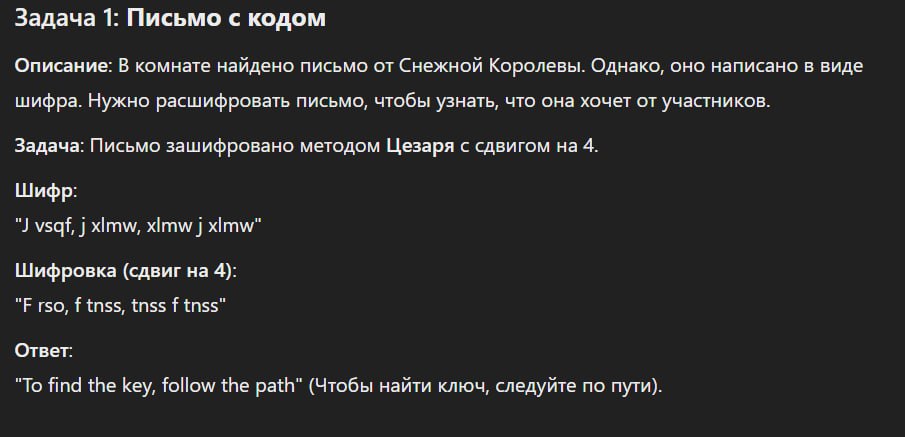 Задача 1: Письмо с кодом
Описание: В комнате найдено письмо от Снежной Королевы. Однако, оно написано в виде
шифра. Нужно расшифровать письмо, чтобы узнать, что она хочет от участников.
Задача: Письмо зашифровано методом Цезаря с сдвигом на 4.
Шифр:
"J vsqf, j xlmw, xlmw j xlmw"
Шифровка (сдвиг на 4):
"F rso, f tnss, tnss f tnss"
Ответ:
"To find the key, follow the path" (Чтобы найти ключ, следуйте по пути).